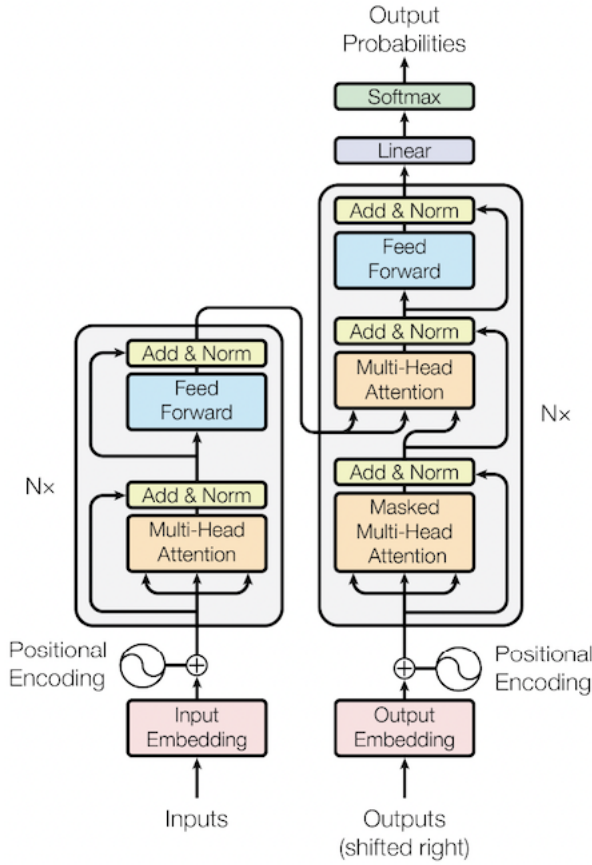 Output
Probabilities
Softmax
Linear
Add & Norm
Feed
Forward
Add & Norm
Multi-Head
Attention
Add & Norm
Masked
Multi-Head
Attention
N×
Add & Norm
Feed
Forward
Add & Norm
Multi-Head
Attention
N×
Positional
Encoding
Positional
Encoding
Input
Embedding
Output
Embedding
Inputs
Outputs
(shifted right)